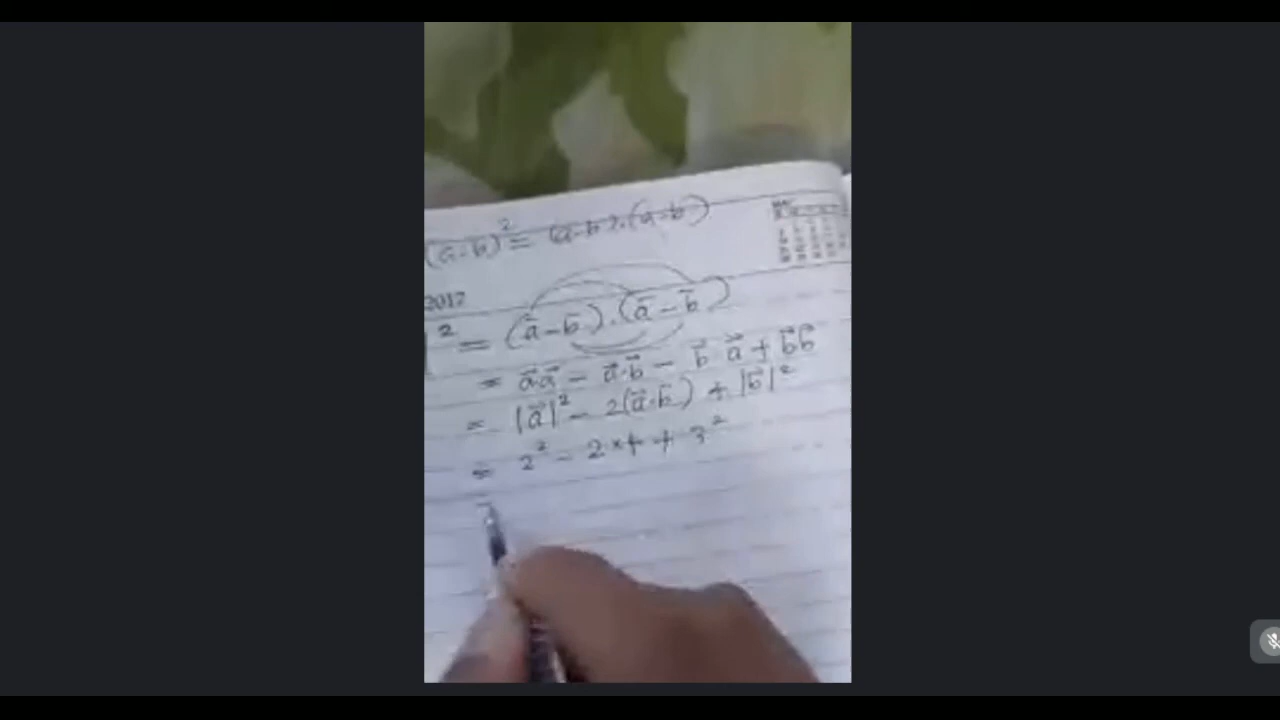 (a-b)² = (a-b).(a-b)
2017
|² = (a⃗-b⃗).(a⃗-b⃗)
= a⃗.a⃗ - a⃗.b⃗ - b⃗ a⃗ + b⃗b⃗
= |a⃗|² - 2(a⃗.b⃗) + |b⃗|²
= 2² - 2×4 + 3²
=